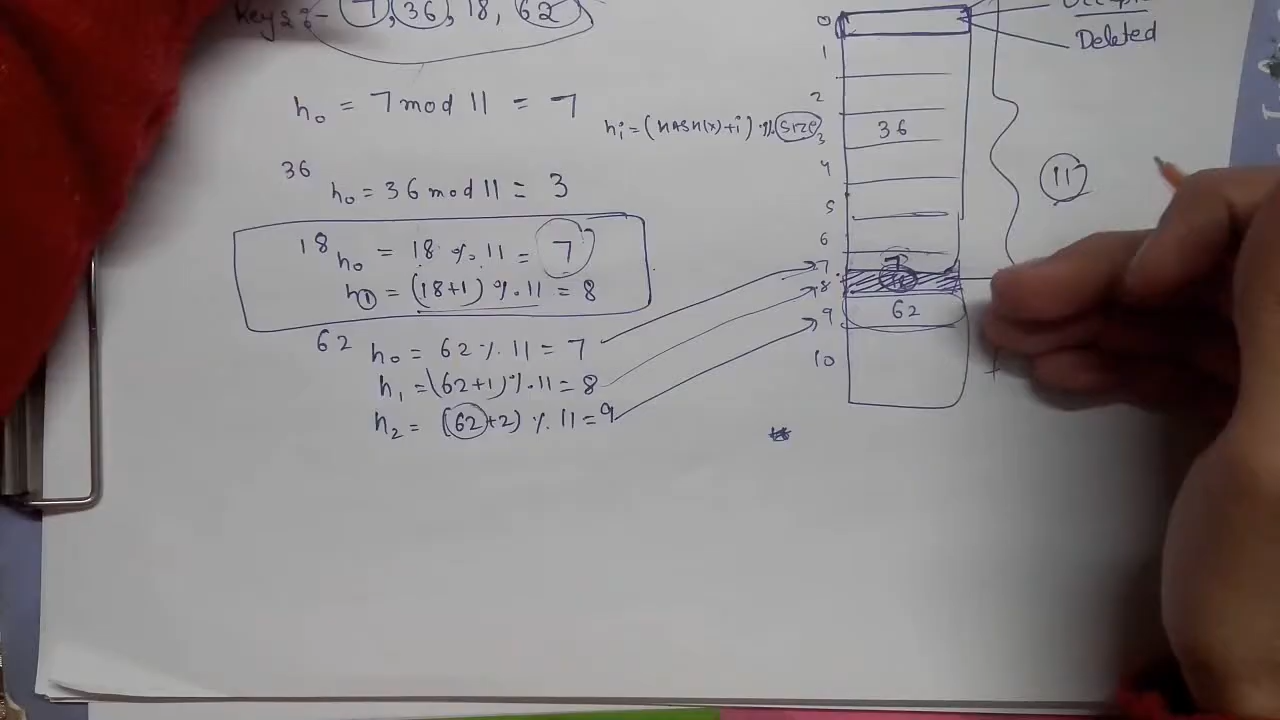 Keys :- 7, 36, 18, 62
h₀ = 7 mod 11 = 7
36
h₀ = 36 mod 11 = 3
18
h₀ = 18 %. 11 = 7
h① = (18+1) %. 11 = 8
62
h₀ = 62 %. 11 = 7
h₁ = (62+1) %. 11 = 8
h₂ = (62+2) %. 11 = 9
hi = (HASH(X)+i) %. Size
Deleted
0
1
2
3 36
4
5
6
7 7
8
9 62
10
11